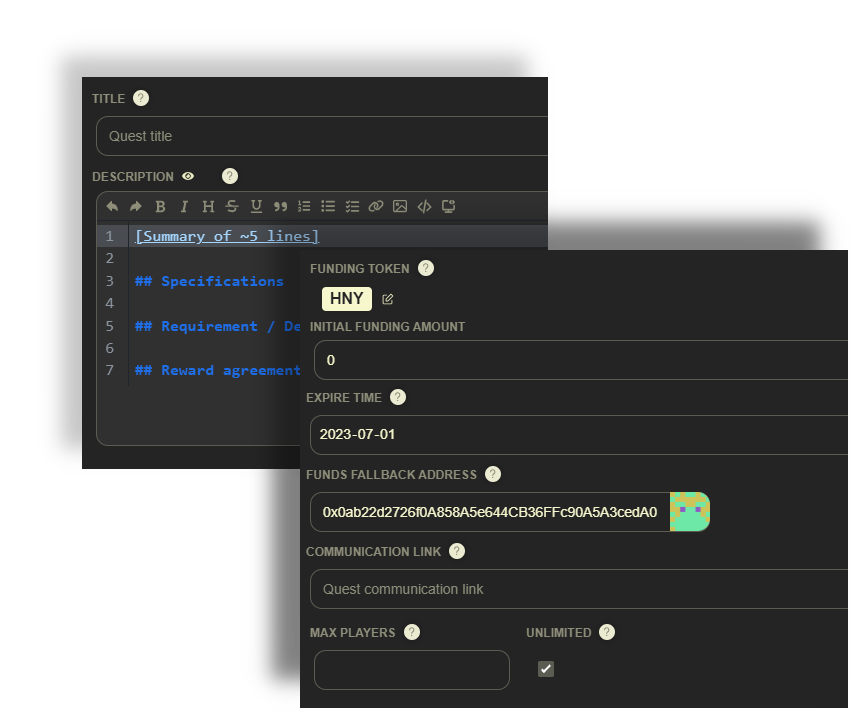 TITLE ?
Quest title
DESCRIPTION ?
1 [Summary of ~5 lines]
2
3 ## Specifications
4
5 ## Requirement / De
6
7 ## Reward agreement
FUNDING TOKEN ?
HNY
INITIAL FUNDING AMOUNT
0
EXPIRE TIME ?
2023-07-01
FUNDS FALLBACK ADDRESS ?
0x0ab22d2726f0A858A5e644CB36FFc90A5A3cedA0
COMMUNICATION LINK ?
Quest communication link
MAX PLAYERS ? UNLIMITED ?